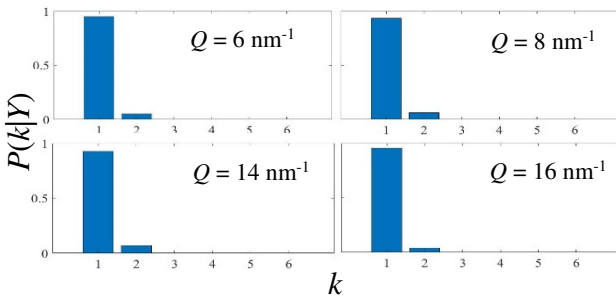 1
0.5
0
Q = 6 nm-1
1 2 3 4 5 6
Q = 8 nm-1
1 2 3 4 5 6
P(k|Y)
1
0.5
0
Q = 14 nm-1
1 2 3 4 5 6
Q = 16 nm-1
1 2 3 4 5 6
k